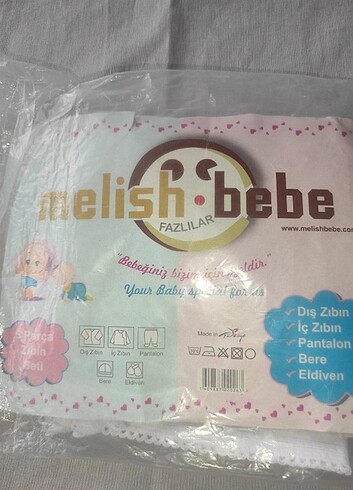 melish bebe
FAZLILAR
www.melishbebe.com
"Bebeğiniz bizim için özeldir."
Your Baby special for us
Dış Zıbın
İç Zıbın
Pantalon
Bere
Eldiven
Parça
Zıbın
Seti
Dış Zıbın
İç Zıbın
Pantalon
Bere
Eldiven
Made in Turkey